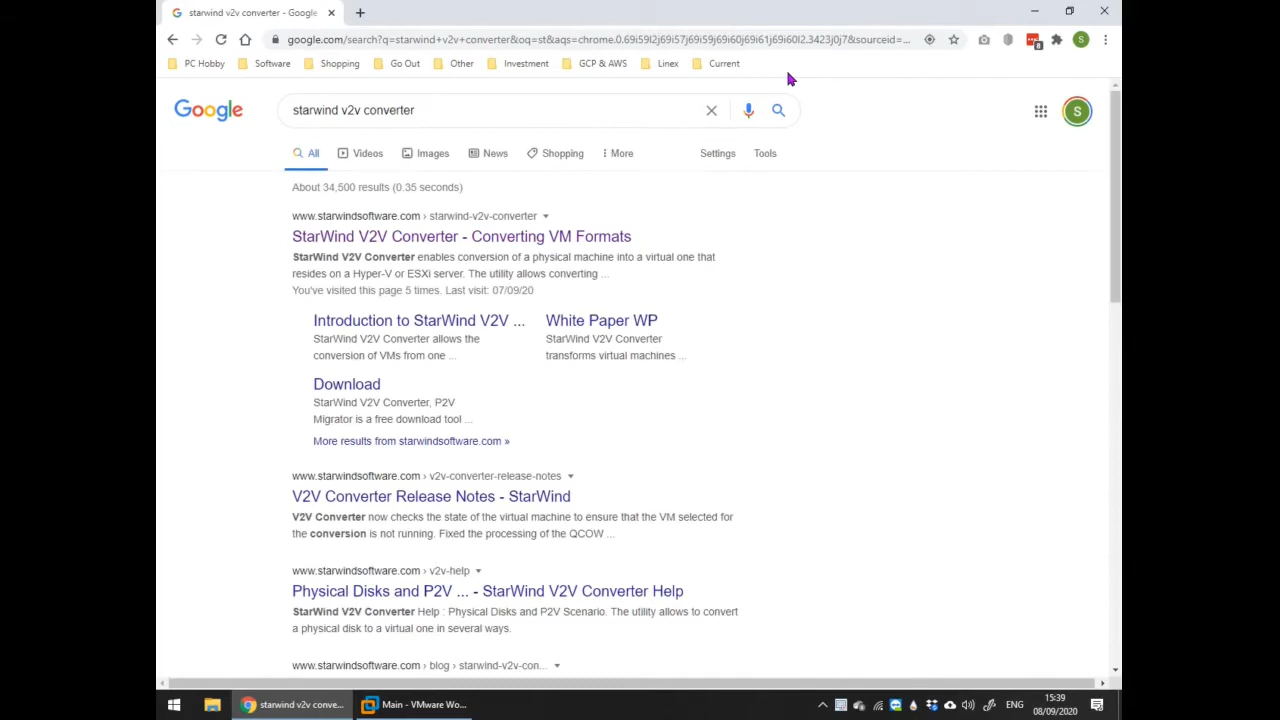 starwind v2v converter - Google
google.com/search?q=starwind+v2v+converter&oq=st&aqs=chrome.0.69i59l2j69i57j69i59j69i60j69i61j69i60l2.3423j0j7&sourceid=...
8
S
PC Hobby
Software
Shopping
Go Out
Other
Investment
GCP & AWS
Linex
Current
Google
starwind v2v converter
S
All
Videos
Images
News
Shopping
More
Settings
Tools
About 34,500 results (0.35 seconds)
www.starwindsoftware.com › starwind-v2v-converter
StarWind V2V Converter - Converting VM Formats
StarWind V2V Converter enables conversion of a physical machine into a virtual one that
resides on a Hyper-V or ESXi server. The utility allows converting ...
You've visited this page 5 times. Last visit: 07/09/20
Introduction to StarWind V2V ...
StarWind V2V Converter allows the
conversion of VMs from one ...
White Paper WP
StarWind V2V Converter
transforms virtual machines ...
Download
StarWind V2V Converter, P2V
Migrator is a free download tool ...
More results from starwindsoftware.com »
www.starwindsoftware.com › v2v-converter-release-notes
V2V Converter Release Notes - StarWind
V2V Converter now checks the state of the virtual machine to ensure that the VM selected for
the conversion is not running. Fixed the processing of the QCOW ...
www.starwindsoftware.com › v2v-help
Physical Disks and P2V ... - StarWind V2V Converter Help
StarWind V2V Converter Help : Physical Disks and P2V Scenario. The utility allows to convert
a physical disk to a virtual one in several ways.
www.starwindsoftware.com › blog › starwind-v2v-con...
starwind v2v conve...
Main - VMware Wo...
ENG
15:39
08/09/2020